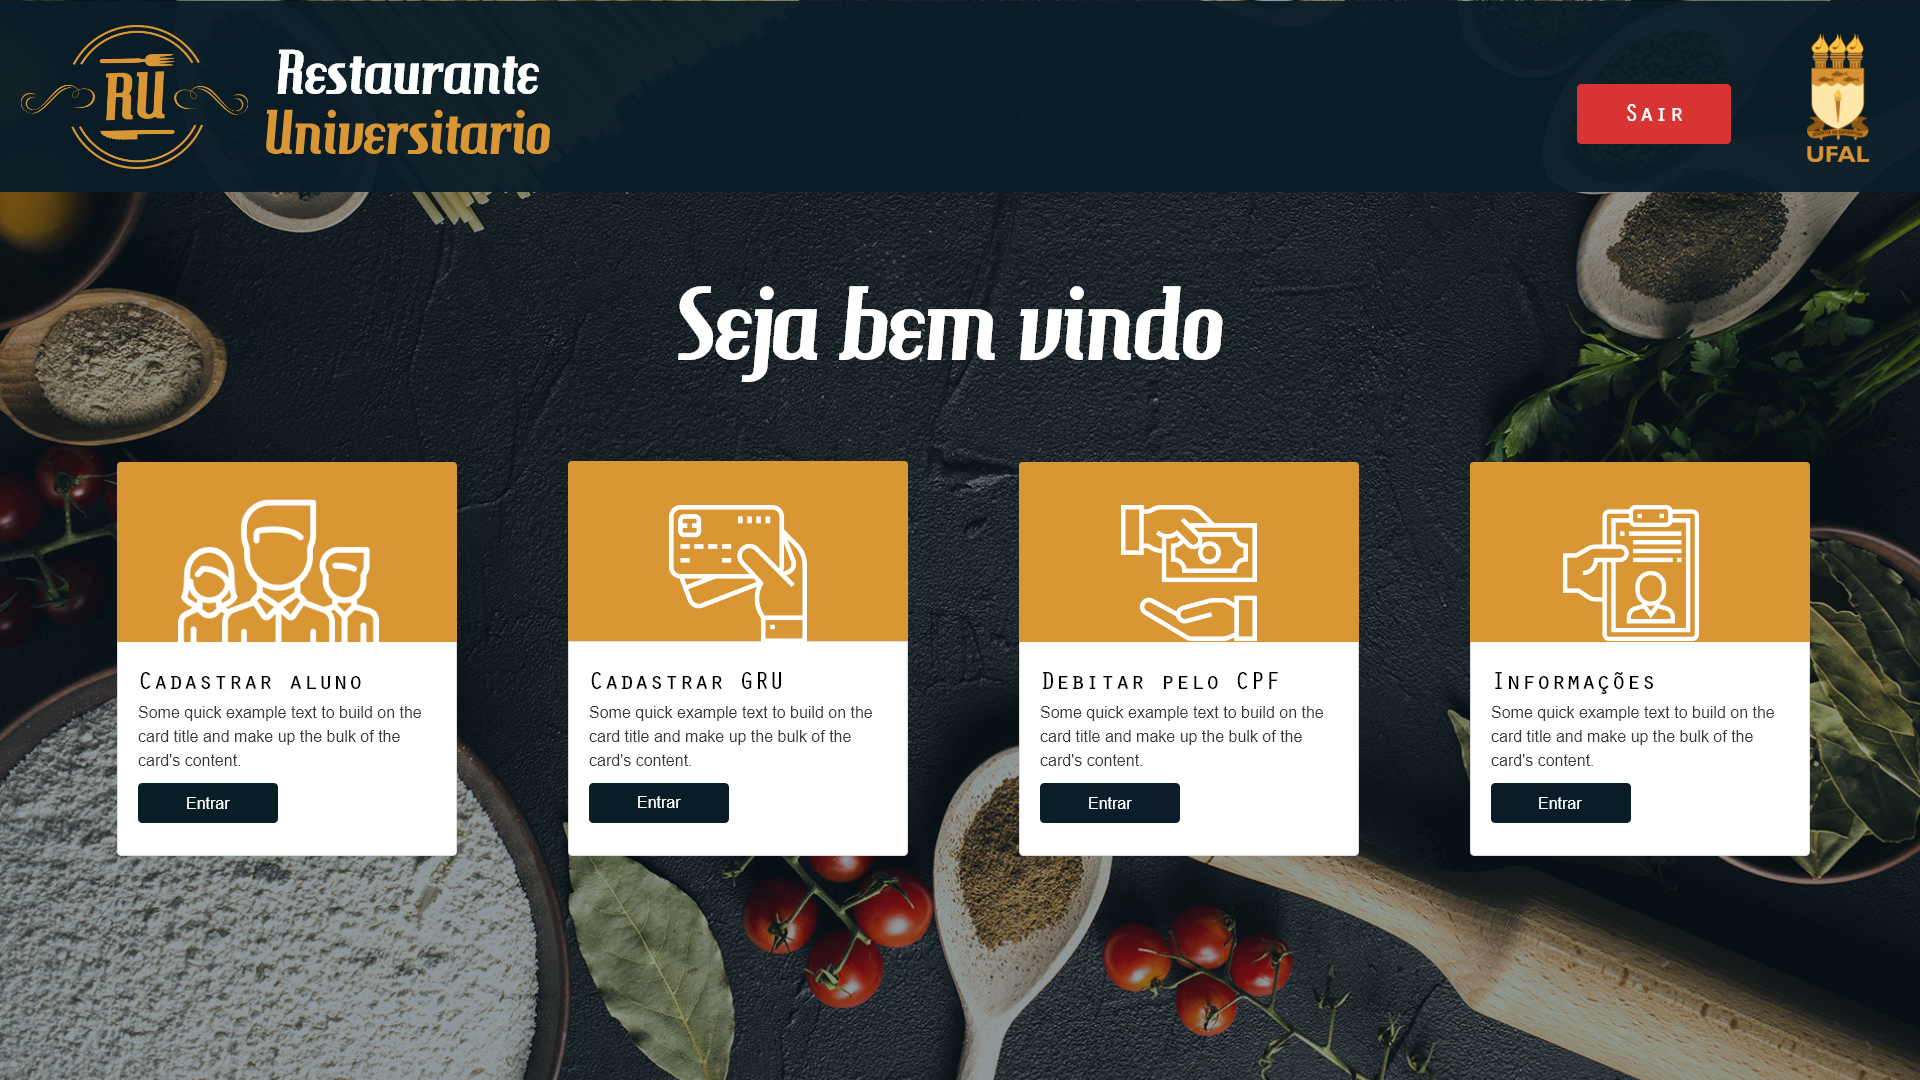 RU
Restaurante
Universitario
Sair
UFAL
Seja bem vindo
Cadastrar aluno
Some quick example text to build on the
card title and make up the bulk of the
card's content.
Entrar
Cadastrar GRU
Some quick example text to build on the
card title and make up the bulk of the
card's content.
Entrar
Debitar pelo CPF
Some quick example text to build on the
card title and make up the bulk of the
card's content.
Entrar
Informações
Some quick example text to build on the
card title and make up the bulk of the
card's content.
Entrar